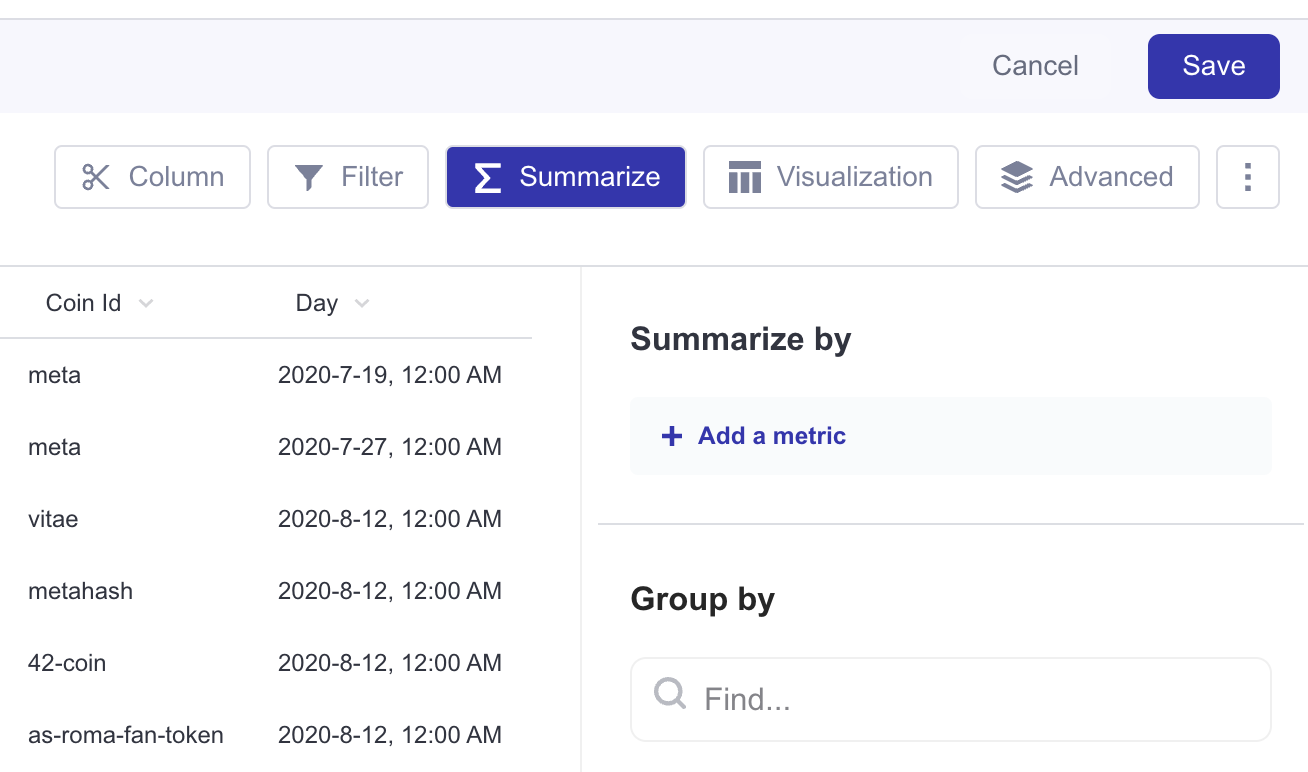 Cancel Save
Column Filter Summarize Visualization Advanced
Coin Id Day
meta 2020-7-19, 12:00 AM
meta 2020-7-27, 12:00 AM
vitae 2020-8-12, 12:00 AM
metahash 2020-8-12, 12:00 AM
42-coin 2020-8-12, 12:00 AM
as-roma-fan-token 2020-8-12, 12:00 AM
Summarize by
+ Add a metric
Group by
Find...